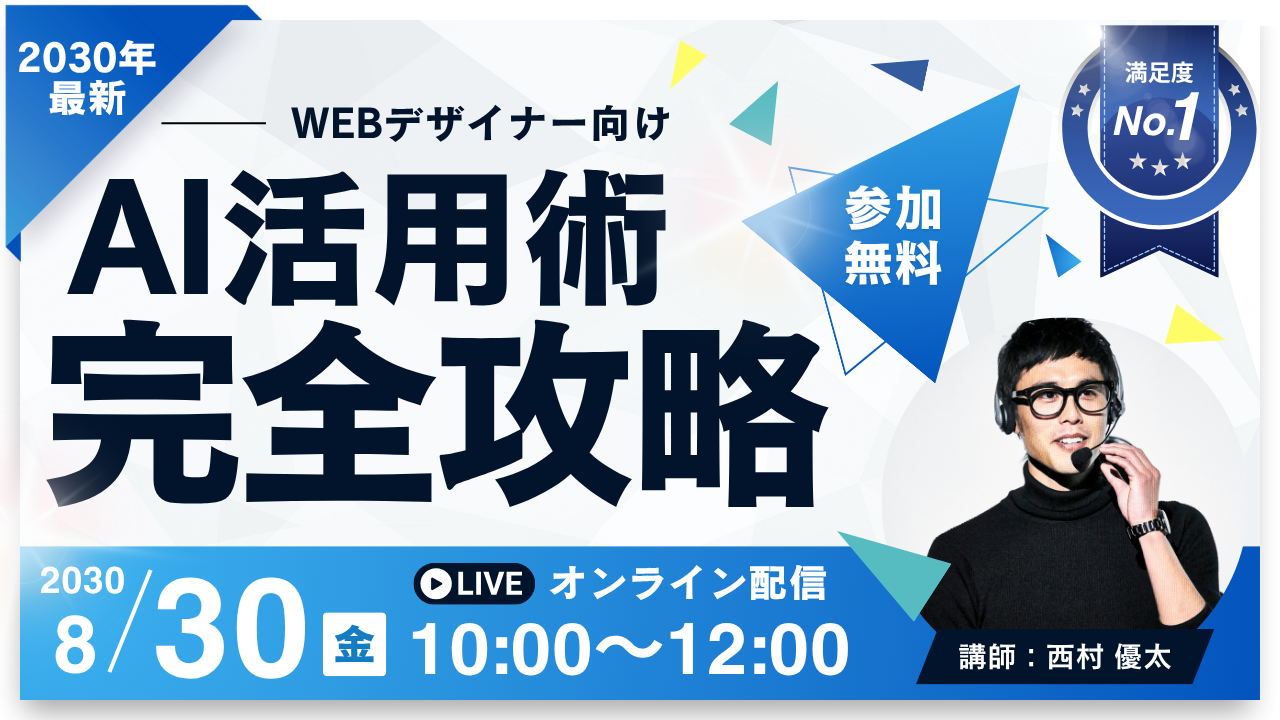 2030年
最新
WEBデザイナー向け
AI活用術
完全攻略
参加
無料
満足度
No.1
2030
8/30 金
LIVE オンライン配信
10:00〜12:00
講師：西村 優太